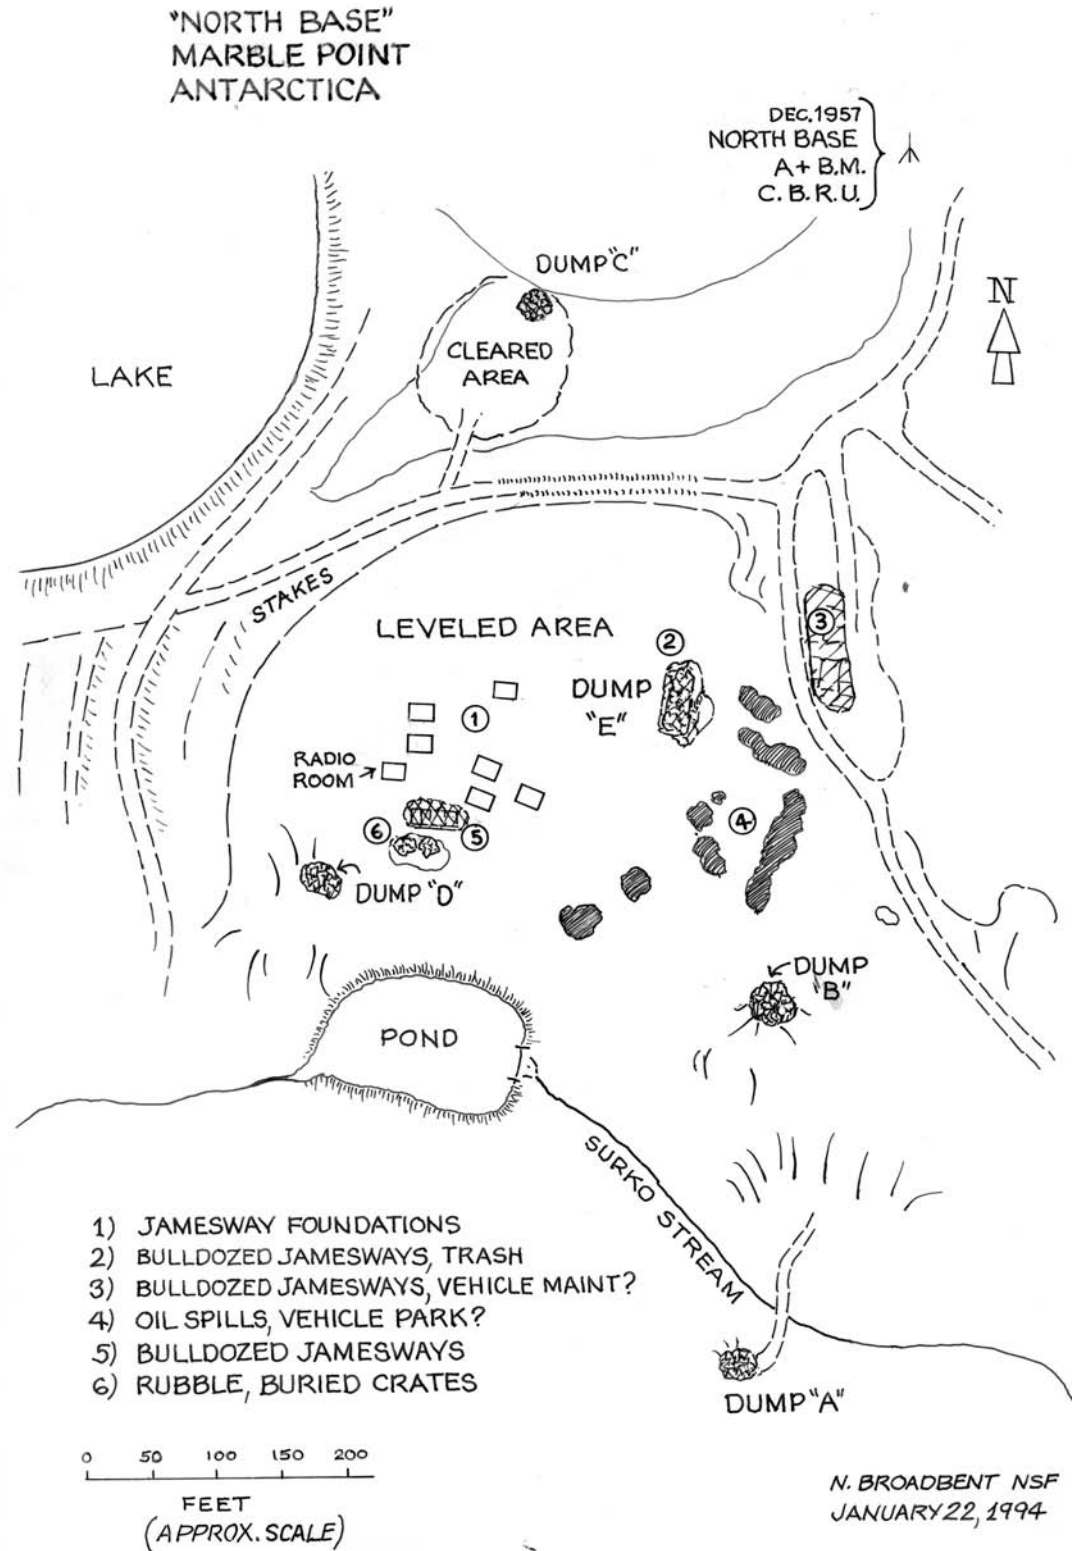 "NORTH BASE"
MARBLE POINT
ANTARCTICA
DEC.1957
NORTH BASE
A+ B.M.
C. B. R. U.
DUMP "C"
N
CLEARED
AREA
LAKE
STAKES
LEVELED AREA
3
2
DUMP
"E"
1
RADIO
ROOM
4
6
5
DUMP "D"
DUMP
"B"
POND
SURKO STREAM
1) JAMESWAY FOUNDATIONS
2) BULLDOZED JAMESWAYS, TRASH
3) BULLDOZED JAMESWAYS, VEHICLE MAINT?
4) OIL SPILLS, VEHICLE PARK?
5) BULLDOZED JAMESWAYS
6) RUBBLE, BURIED CRATES
DUMP "A"
0 50 100 150 200
FEET
(APPROX. SCALE)
N. BROADBENT NSF
JANUARY 22, 1994